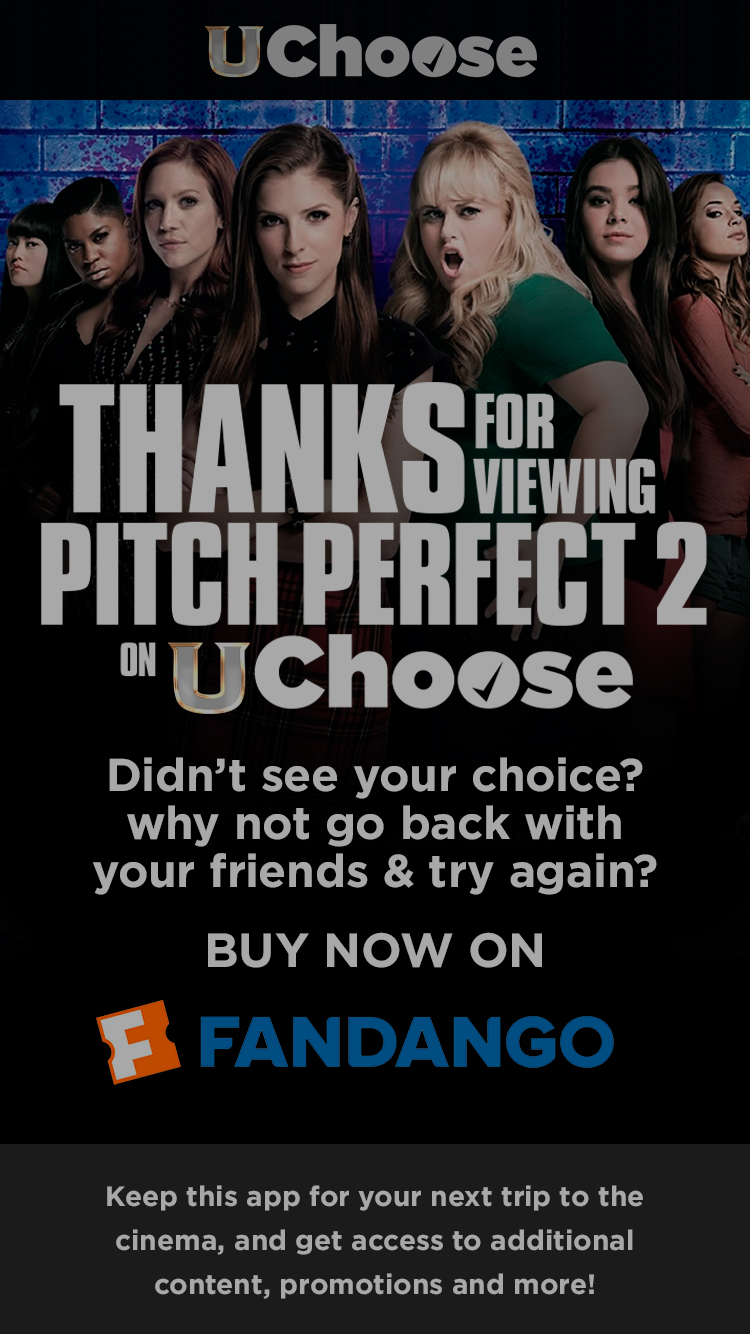 UChoose
THANKS FOR VIEWING
PITCH PERFECT 2
ON UChoose
Didn’t see your choice?
why not go back with
your friends & try again?
BUY NOW ON
F FANDANGO
Keep this app for your next trip to the
cinema, and get access to additional
content, promotions and more!